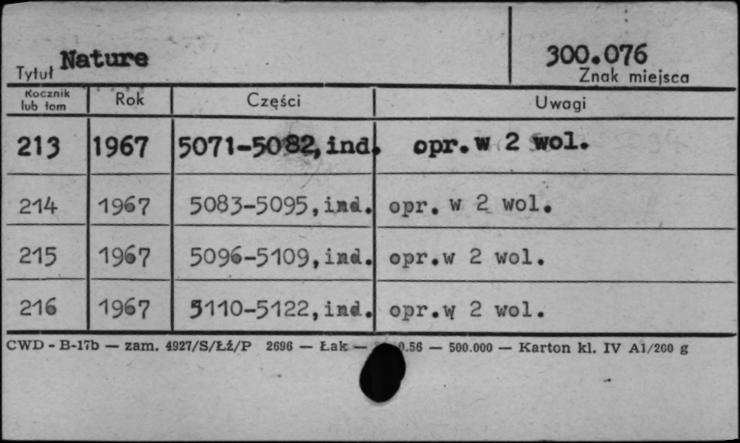 Nature
300.076
Tytuł
Znak miejsca
Rocznik lub tom Rok Części Uwagi
213 1967 5071-5082,ind. opr.w 2 wol.
214 1967 5083-5095,ind. opr. w 2 wol.
215 1967 5096-5109,ind. opr.w 2 wol.
216 1967 5110-5122,ind. opr.w 2 wol.
CWD - B-17b — zam. 4927/S/Łź/P 2696 — Łak — 0.56 — 500.000 — Karton kl. IV A1/200 g